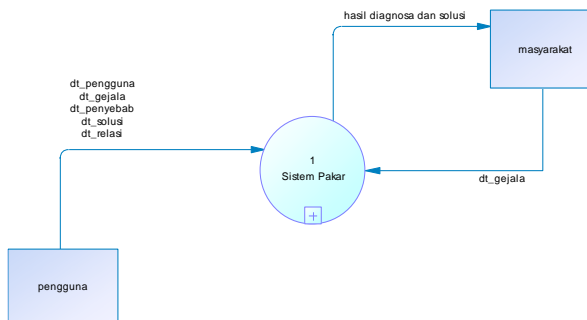 hasil diagnosa dan solusi
masyarakat
dt_pengguna
dt_gejala
dt_penyebab
dt_solusi
dt_relasi
1
Sistem Pakar
dt_gejala
pengguna